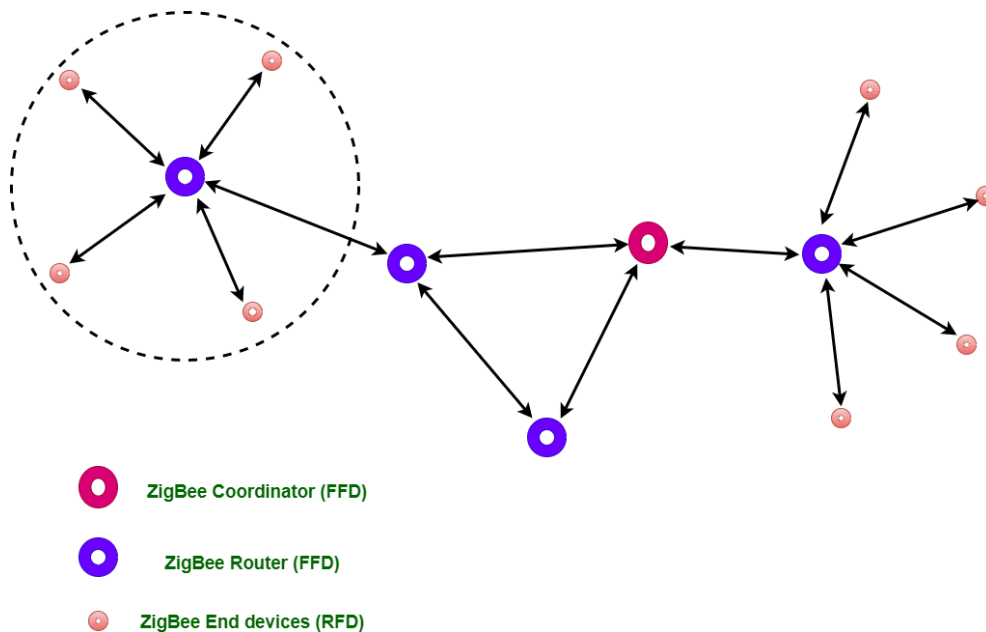 ZigBee Coordinator (FFD)
ZigBee Router (FFD)
ZigBee End devices (RFD)